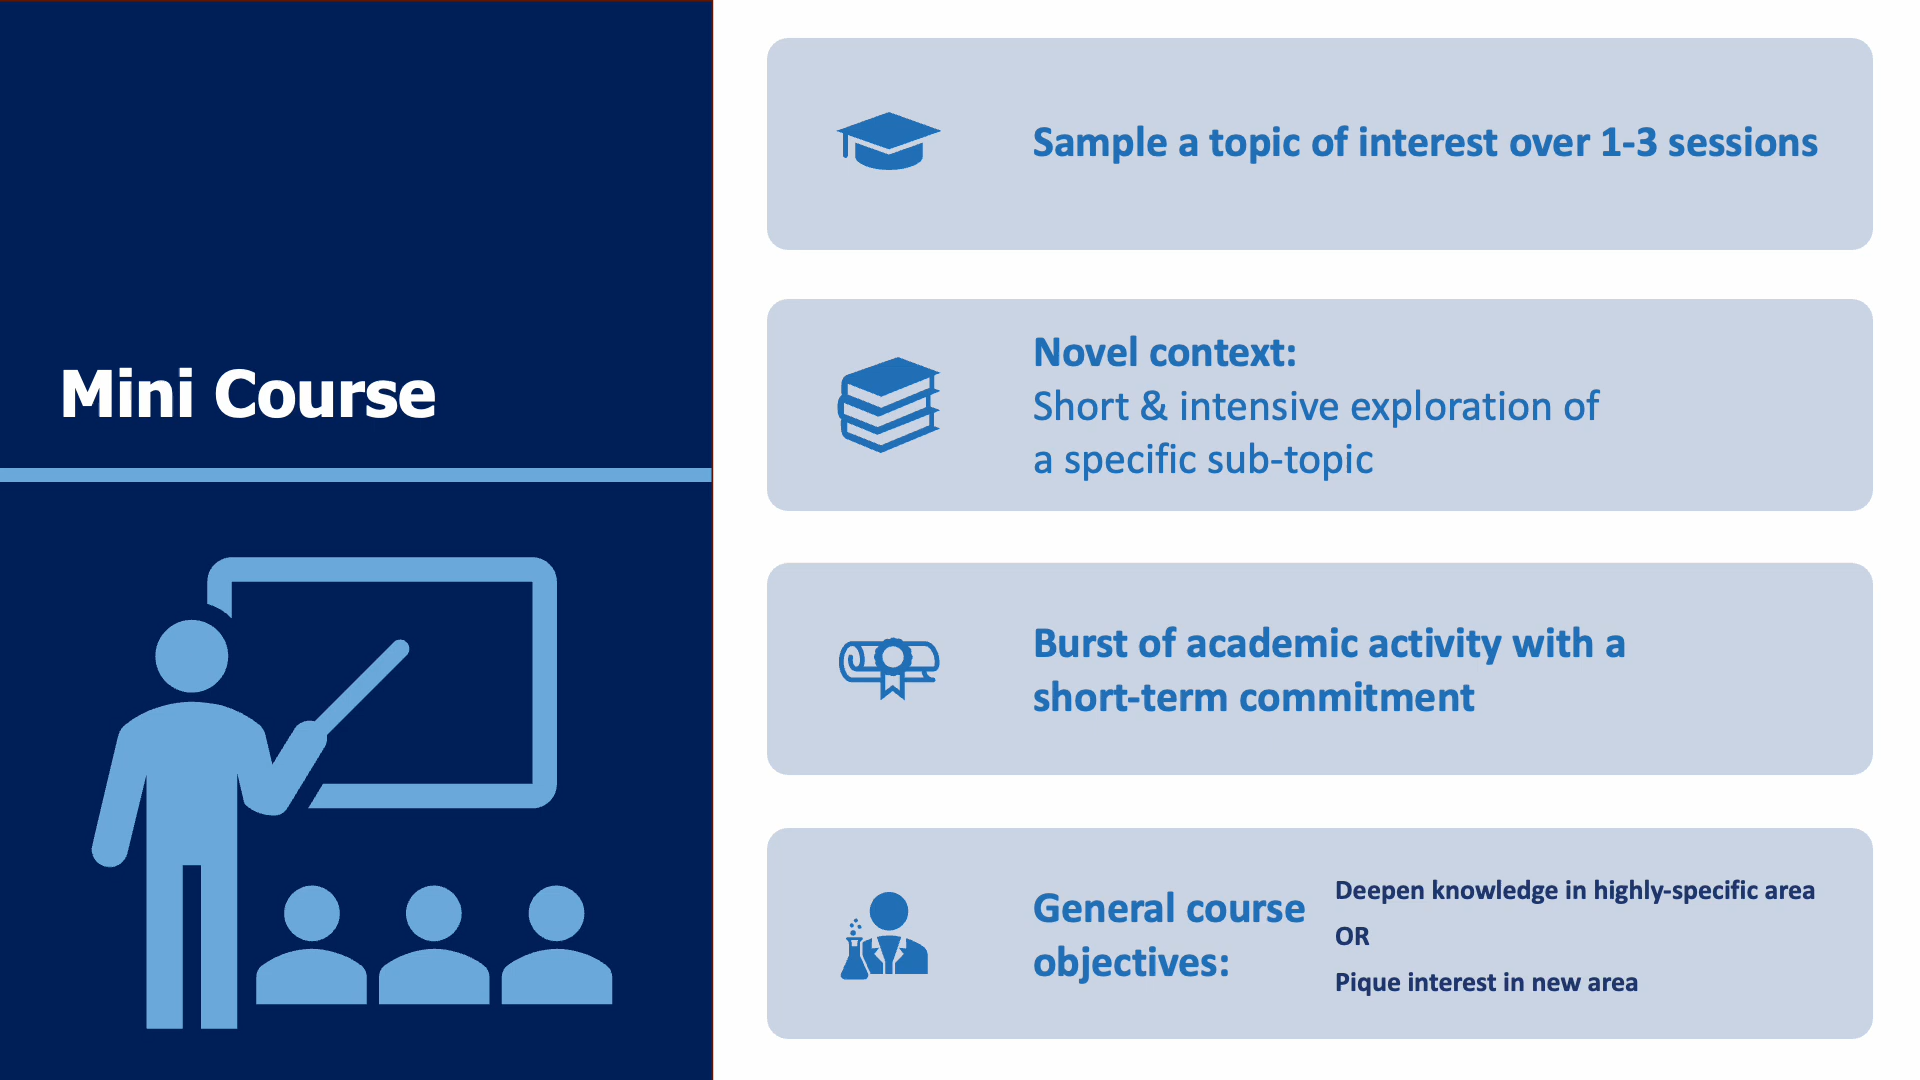 Mini Course
Sample a topic of interest over 1-3 sessions
Novel context:
Short & intensive exploration of
a specific sub-topic
Burst of academic activity with a
short-term commitment
General course
objectives:
Deepen knowledge in highly-specific area
OR
Pique interest in new area